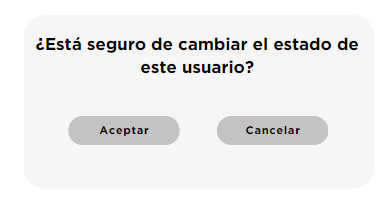 ¿Está seguro de cambiar el estado de
este usuario?
Aceptar
Cancelar